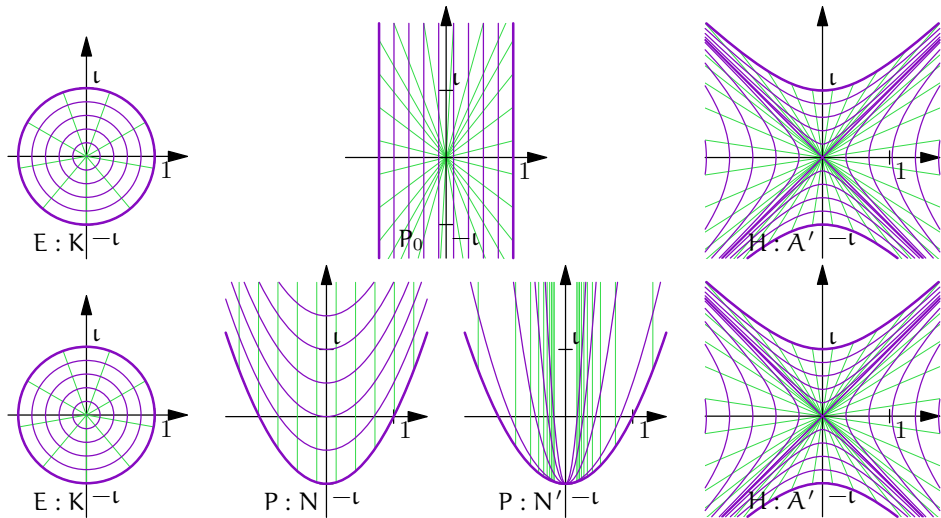 ι ι ι
1 1 1
E : K −ι P₀ −ι H : A′ −ι
ι ι ι ι
1 1 1 1
E : K −ι P : N −ι P : N′ −ι H : A′ −ι